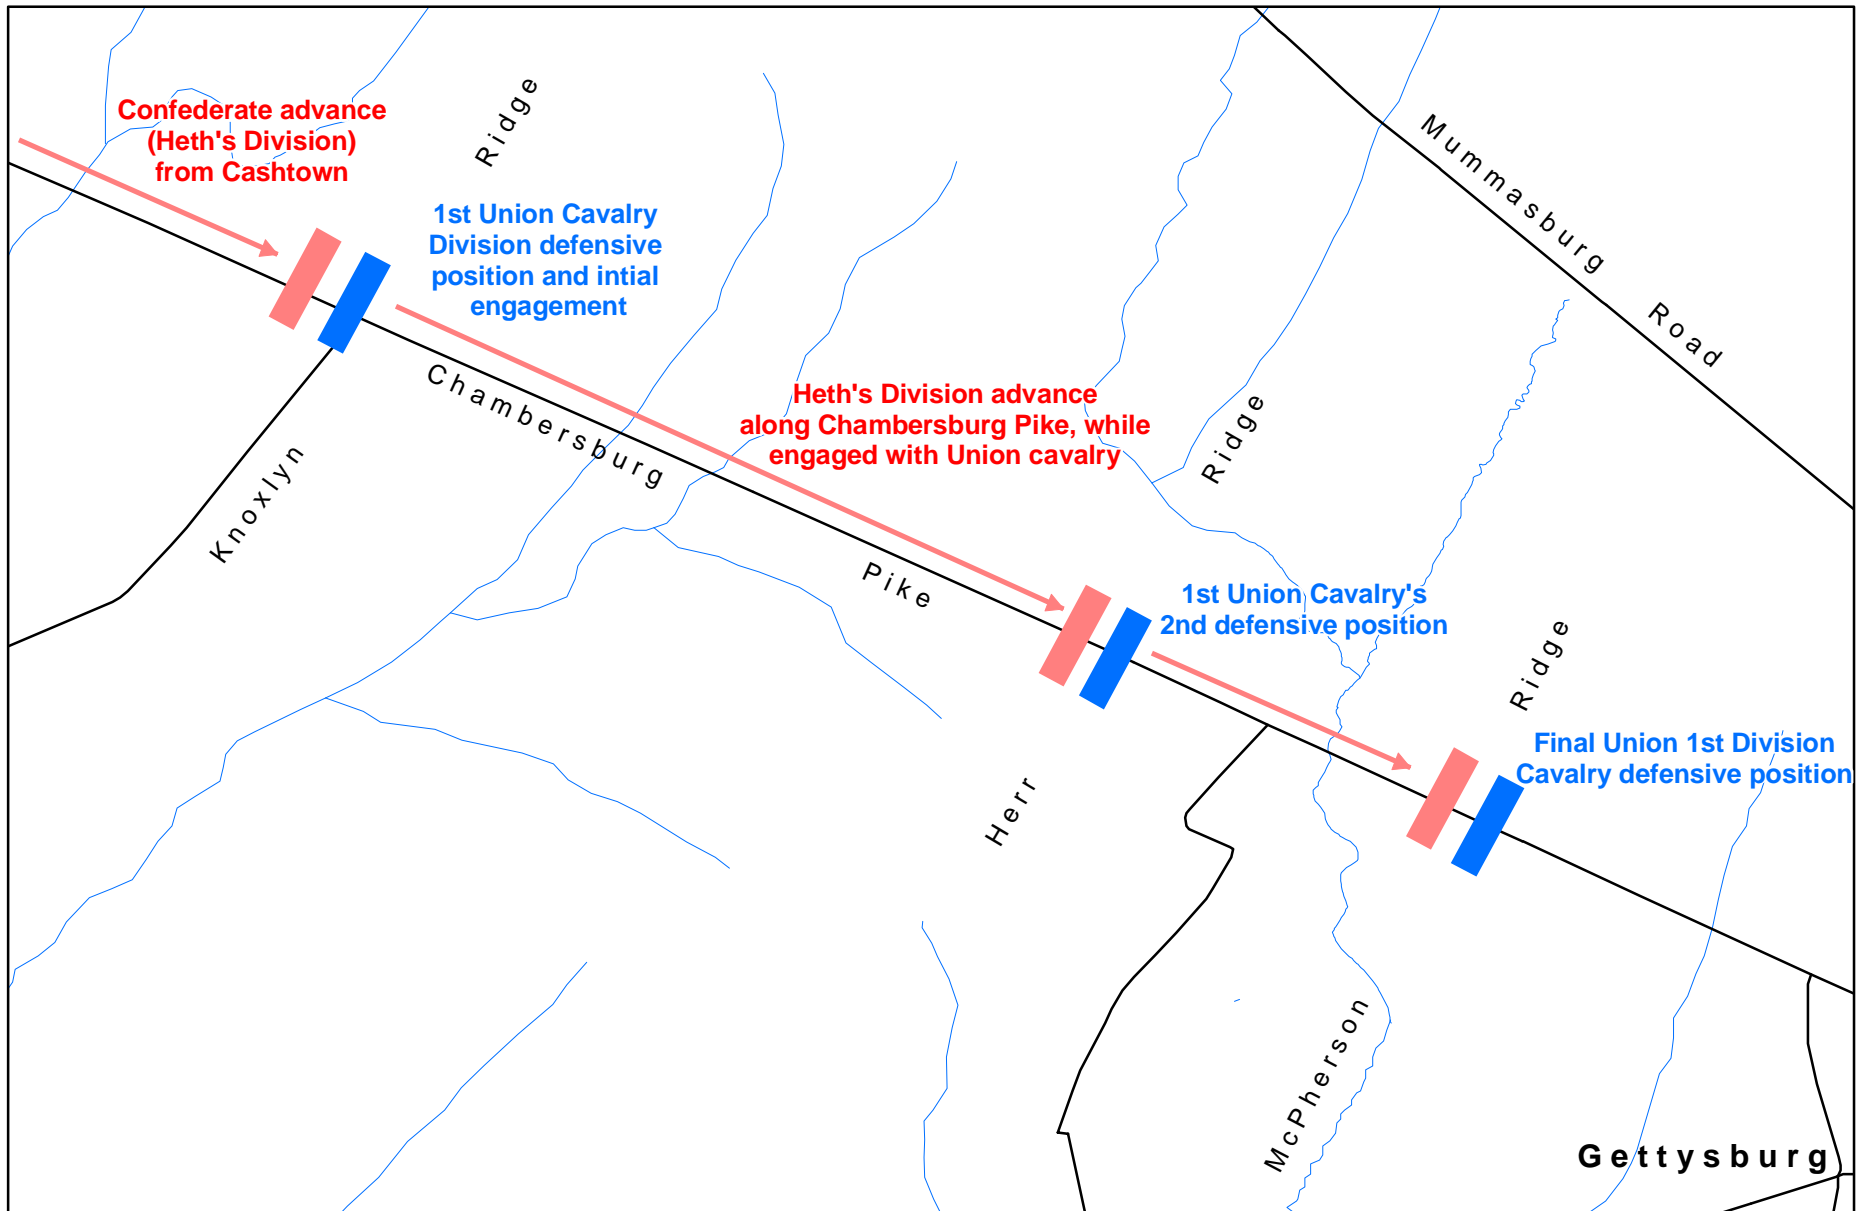 Confederate advance
(Heth's Division)
from Cashtown
Ridge
1st Union Cavalry
Division defensive
position and intial
engagement
Mummasburg
Road
Chambersburg
Pike
Knoxlyn
Heth's Division advance
along Chambersburg Pike, while
engaged with Union cavalry
Ridge
1st Union Cavalry's
2nd defensive position
Ridge
Final Union 1st Division
Cavalry defensive position
Herr
McPherson
Gettysburg